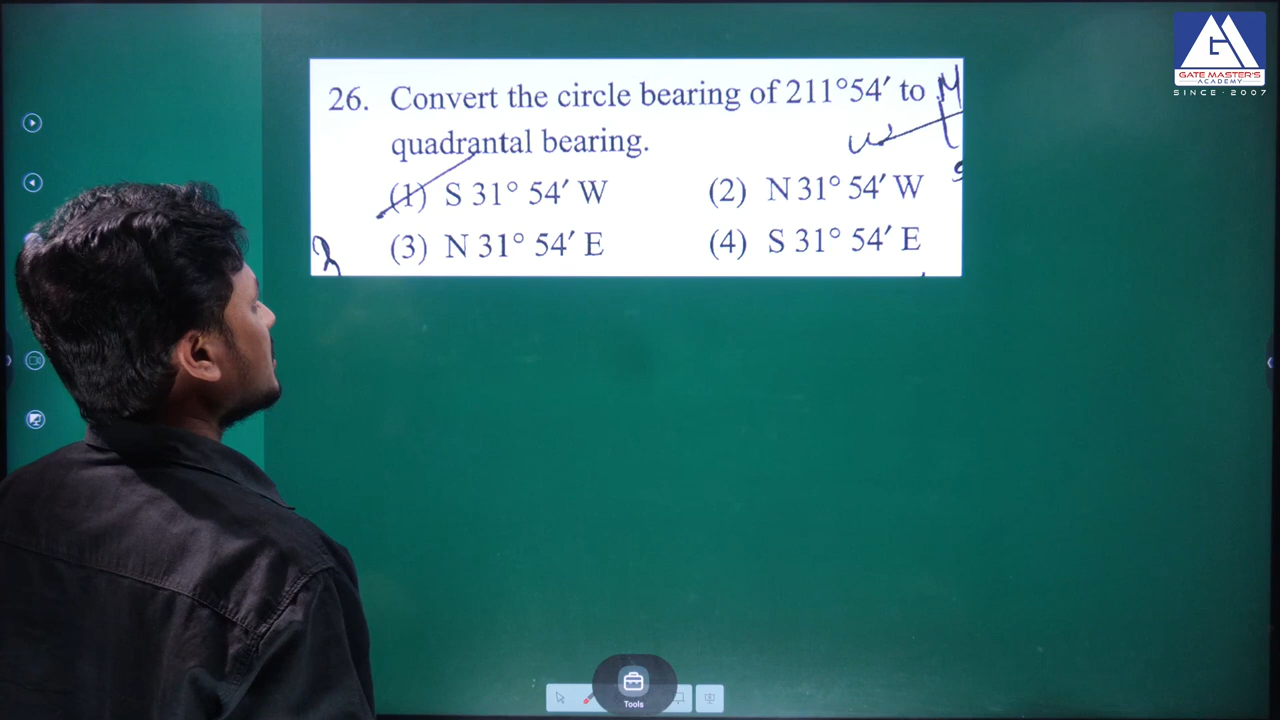 GATE MASTER'S
ACADEMY
SINCE - 2007
26. Convert the circle bearing of 211°54′ to
quadrantal bearing.
(1) S 31° 54′ W (2) N 31° 54′ W
(3) N 31° 54′ E (4) S 31° 54′ E
Tools